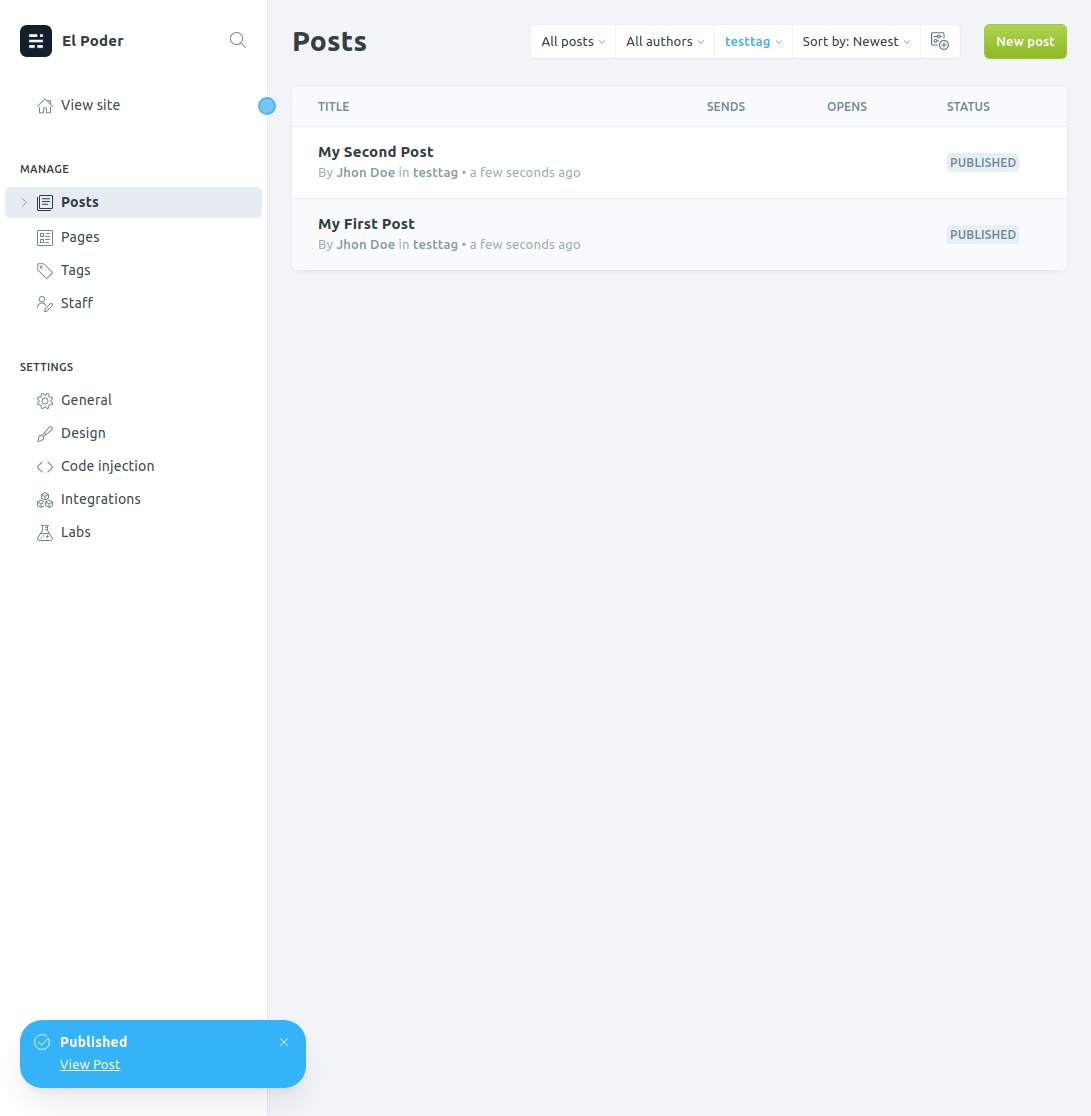 El Poder
View site
MANAGE
Posts
Pages
Tags
Staff
SETTINGS
General
Design
Code injection
Integrations
Labs
Posts
All posts
All authors
testtag
Sort by: Newest
New post
TITLE SENDS OPENS STATUS
My Second Post
By Jhon Doe in testtag • a few seconds ago
PUBLISHED
My First Post
By Jhon Doe in testtag • a few seconds ago
PUBLISHED
Published
View Post